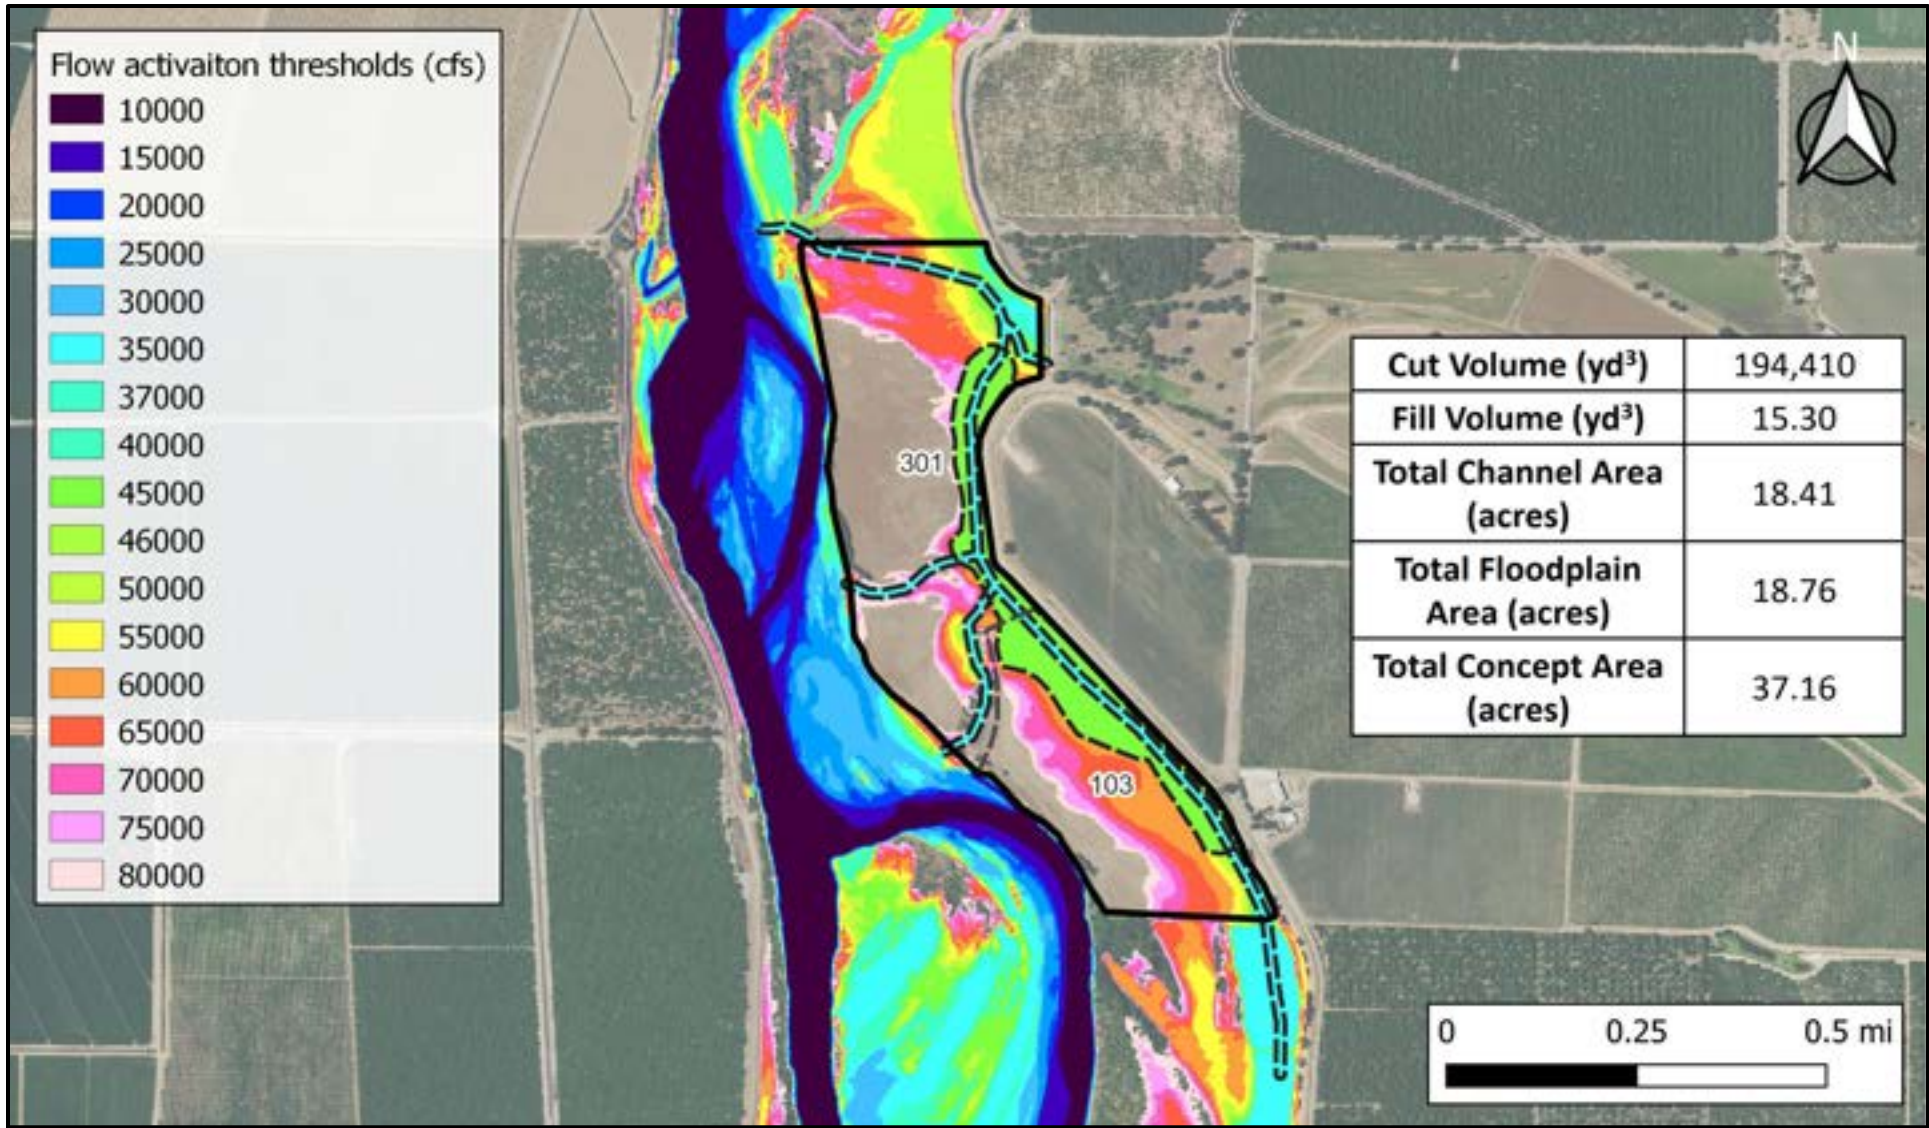 Flow activaiton thresholds (cfs)
10000
15000
20000
25000
30000
35000
37000
40000
45000
46000
50000
55000
60000
65000
70000
75000
80000
N
301
103
Cut Volume (yd³) 194,410
Fill Volume (yd³) 15.30
Total Channel Area
(acres) 18.41
Total Floodplain
Area (acres) 18.76
Total Concept Area
(acres) 37.16
0 0.25 0.5 mi